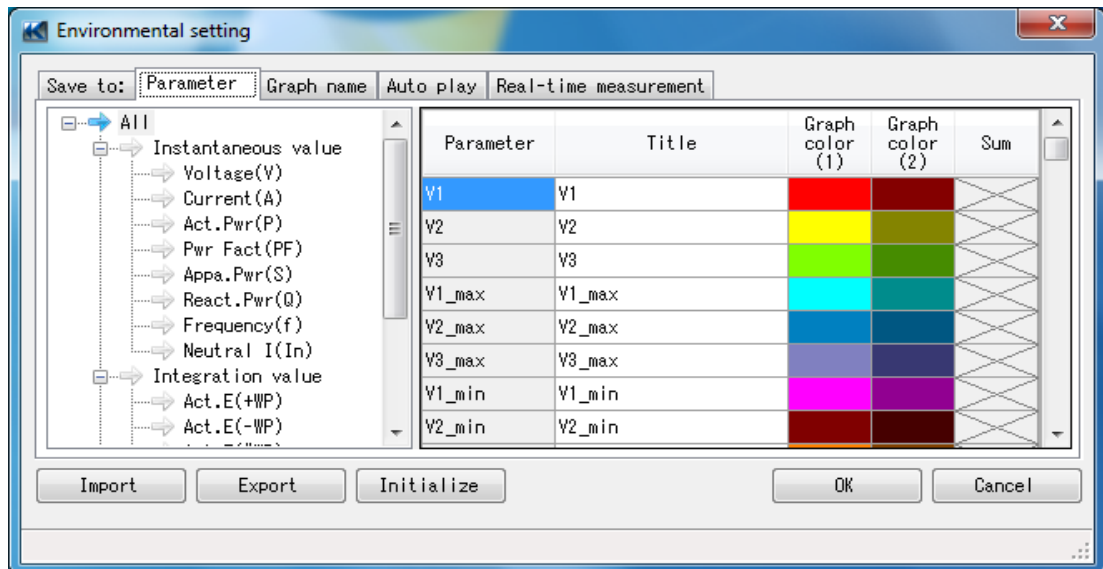 Environmental setting
Save to: Parameter Graph name Auto play Real-time measurement
All
Instantaneous value
Voltage(V)
Current(A)
Act.Pwr(P)
Pwr Fact(PF)
Appa.Pwr(S)
React.Pwr(Q)
Frequency(f)
Neutral I(In)
Integration value
Act.E(+WP)
Act.E(-WP)
Parameter Title Graph color (1) Graph color (2) Sum
V1 V1
V2 V2
V3 V3
V1_max V1_max
V2_max V2_max
V3_max V3_max
V1_min V1_min
V2_min V2_min
Import Export Initialize OK Cancel